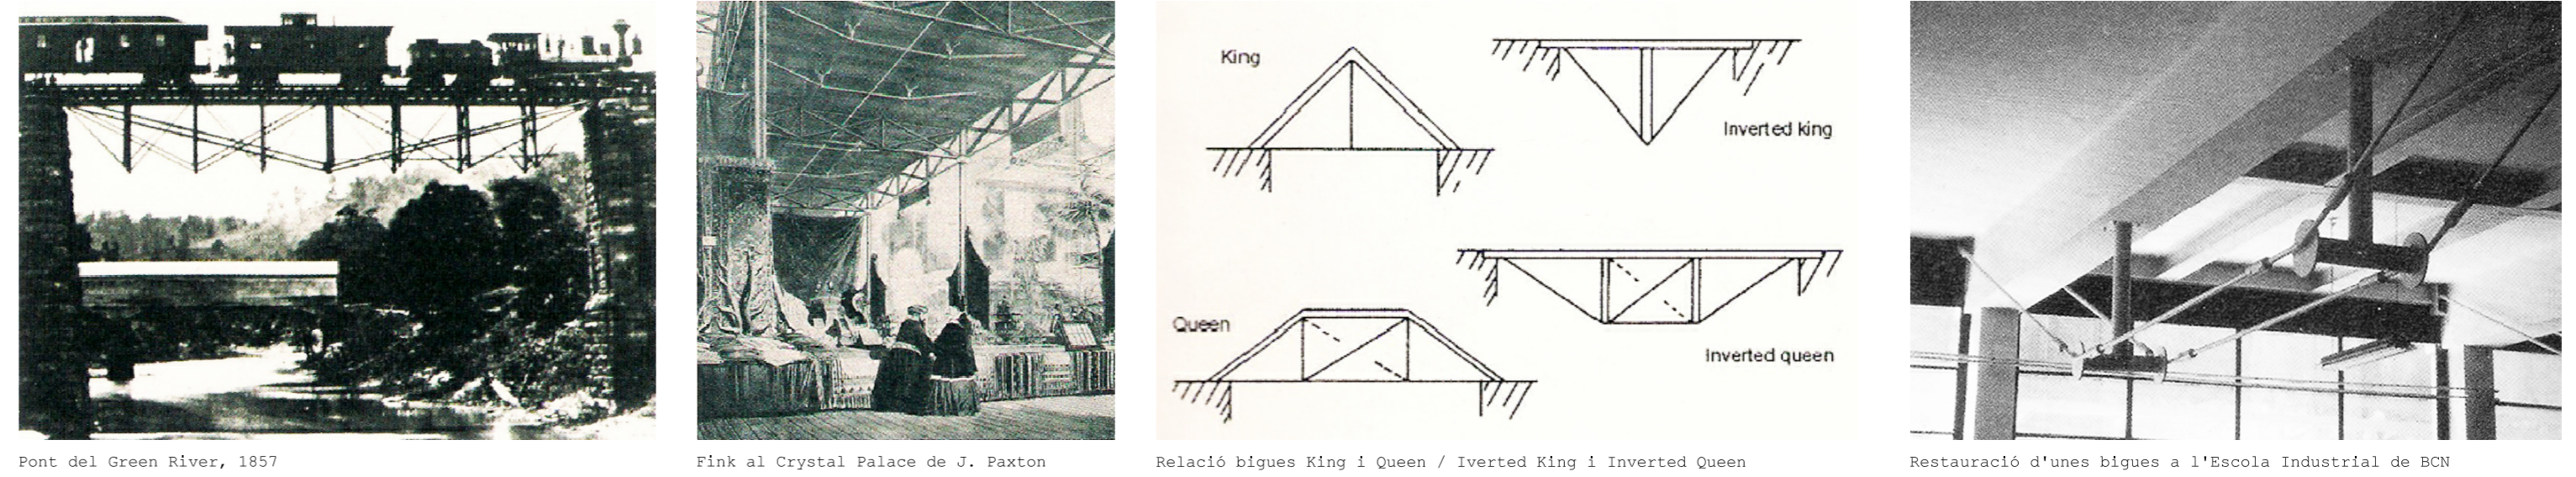 King
Inverted king
Queen
Inverted queen
Pont del Green River, 1857
Fink al Crystal Palace de J. Paxton
Relació bigues King i Queen / Iverted King i Inverted Queen
Restauració d'unes bigues a l'Escola Industrial de BCN